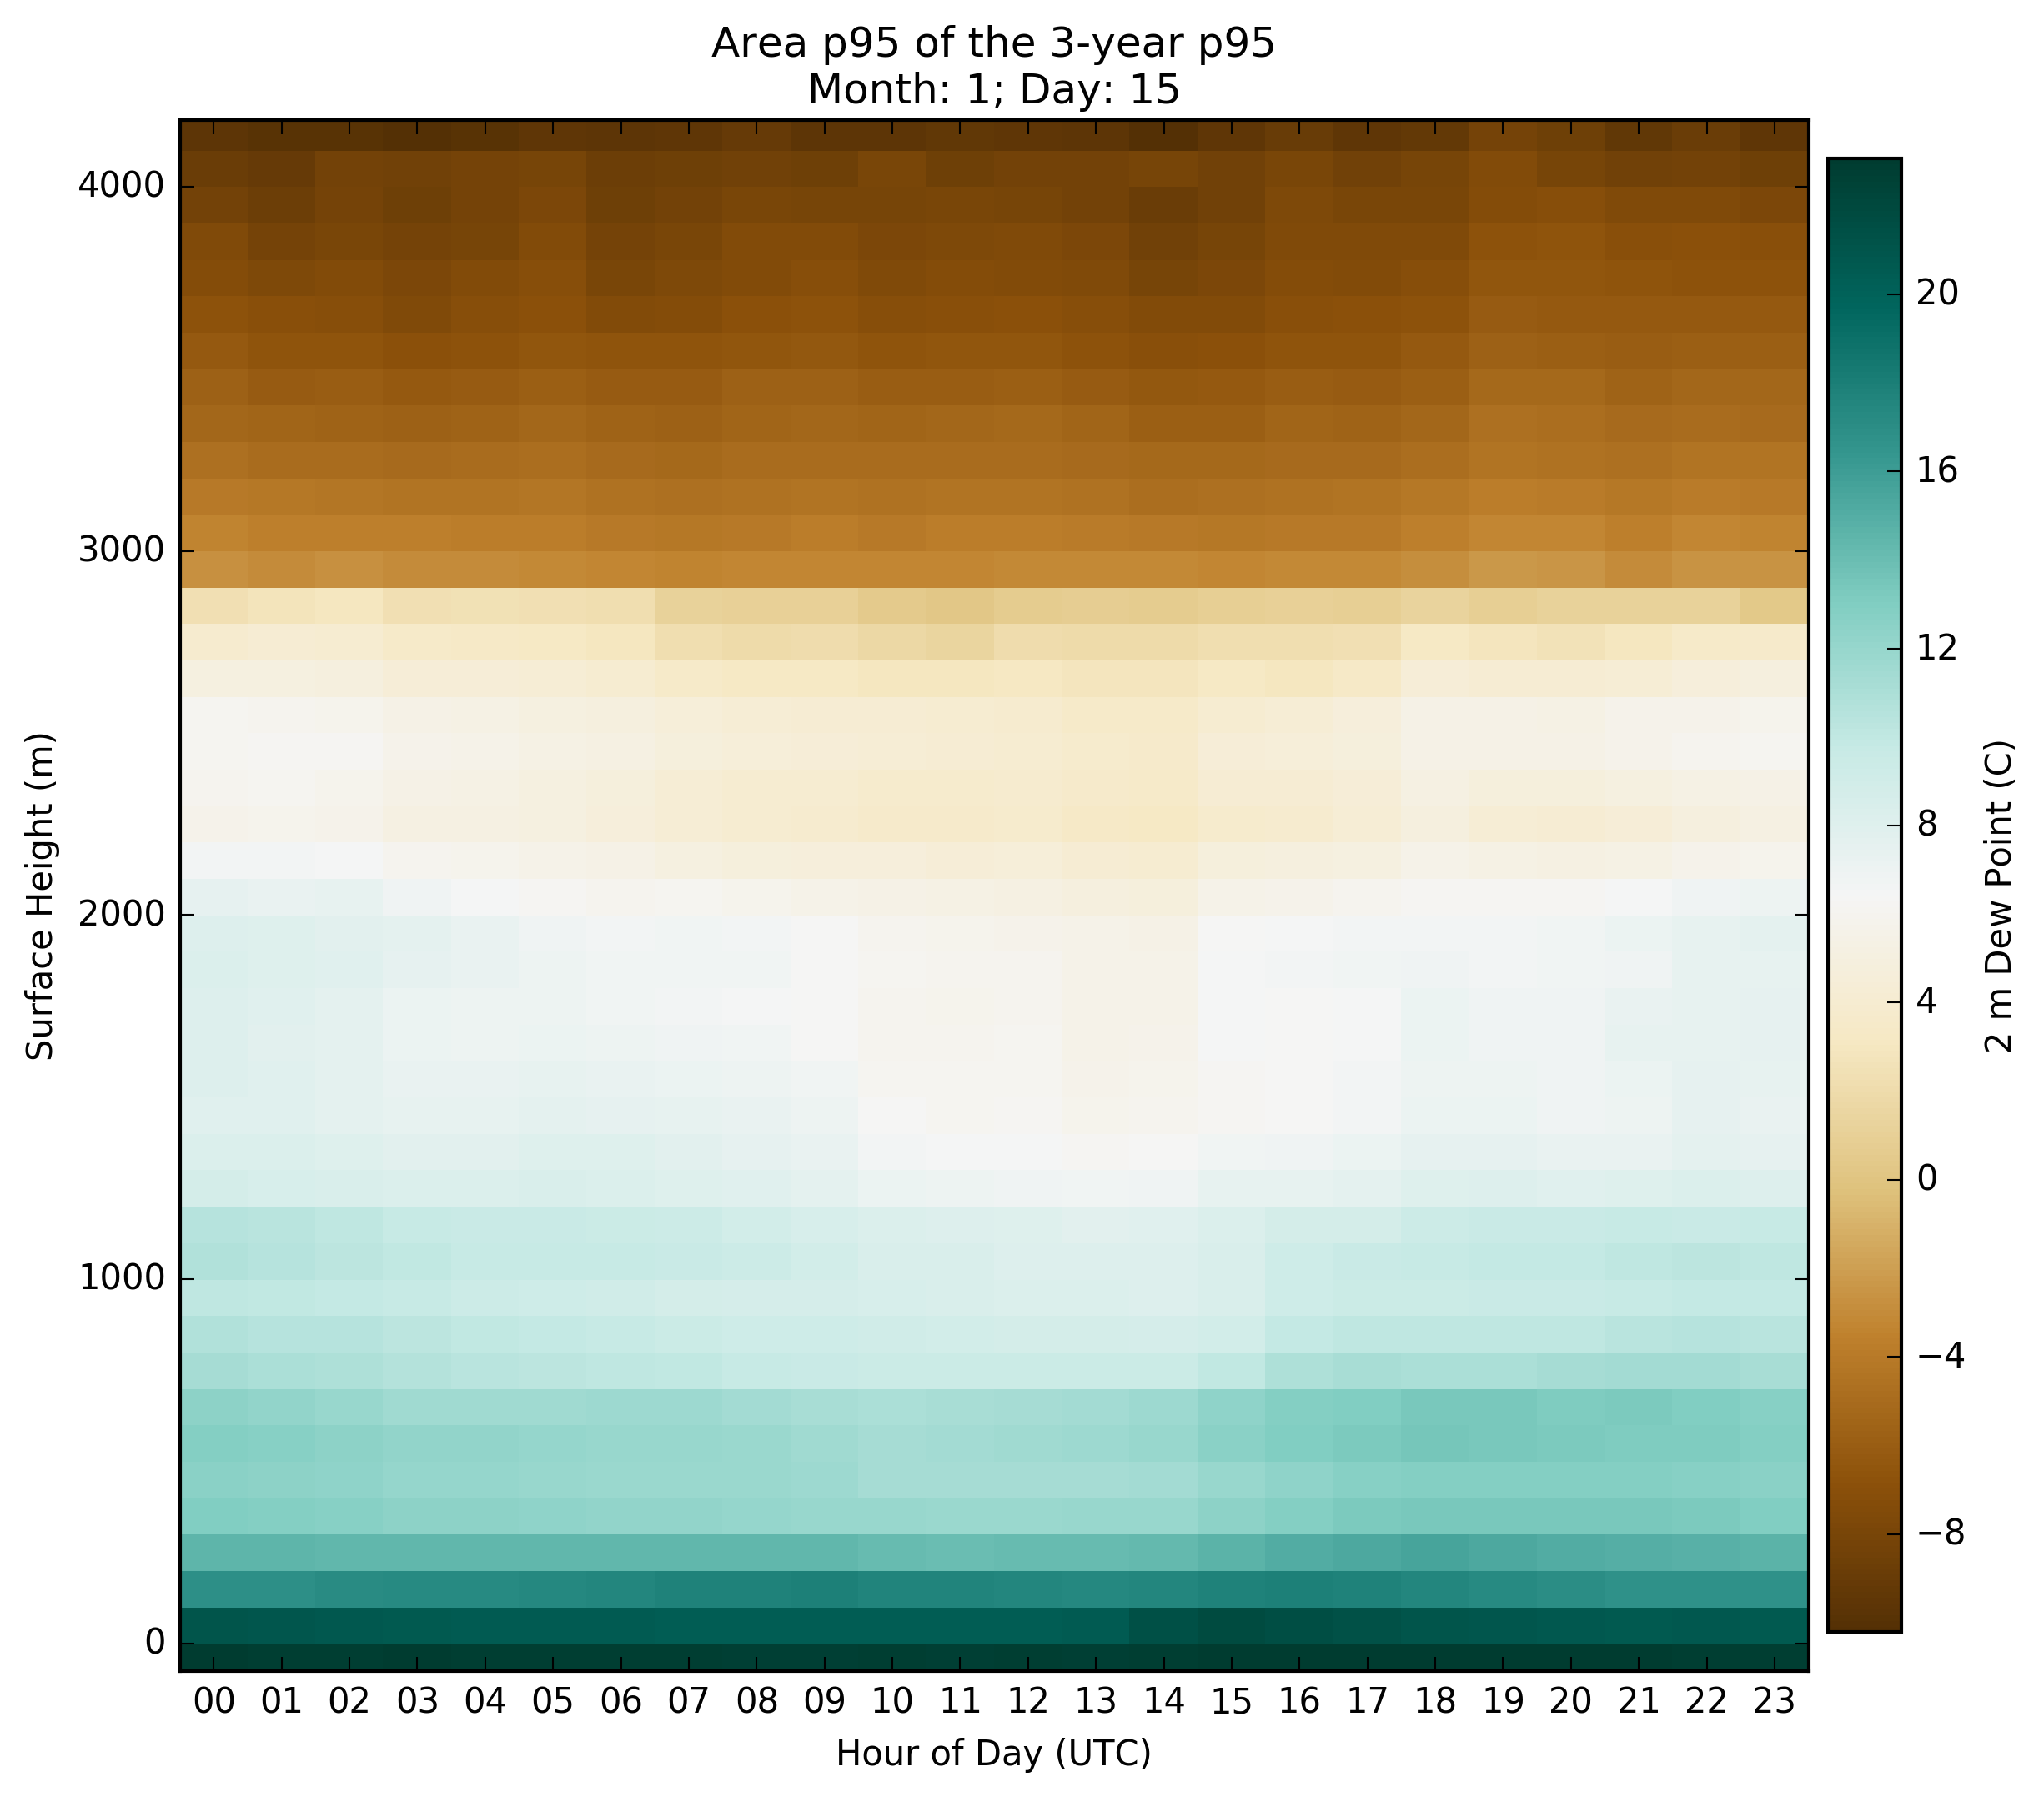 Area p95 of the 3-year p95
Month: 1; Day: 15
4000
3000
2000
1000
0
Surface Height (m)
00 01 02 03 04 05 06 07 08 09 10 11 12 13 14 15 16 17 18 19 20 21 22 23
Hour of Day (UTC)
20
16
12
8
4
0
−4
−8
2 m Dew Point (C)